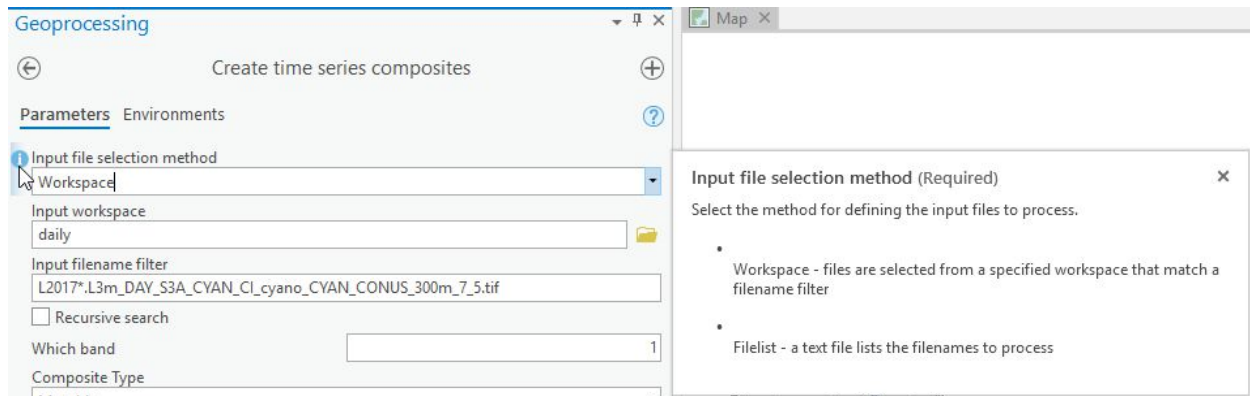 Geoprocessing
Map
Create time series composites
Parameters Environments
Input file selection method
Workspace
Input workspace
daily
Input filename filter
L2017*.L3m_DAY_S3A_CYAN_CI_cyano_CYAN_CONUS_300m_7_5.tif
Recursive search
Which band 1
Composite Type
Input file selection method (Required)
Select the method for defining the input files to process.
Workspace - files are selected from a specified workspace that match a
filename filter
Filelist - a text file lists the filenames to process